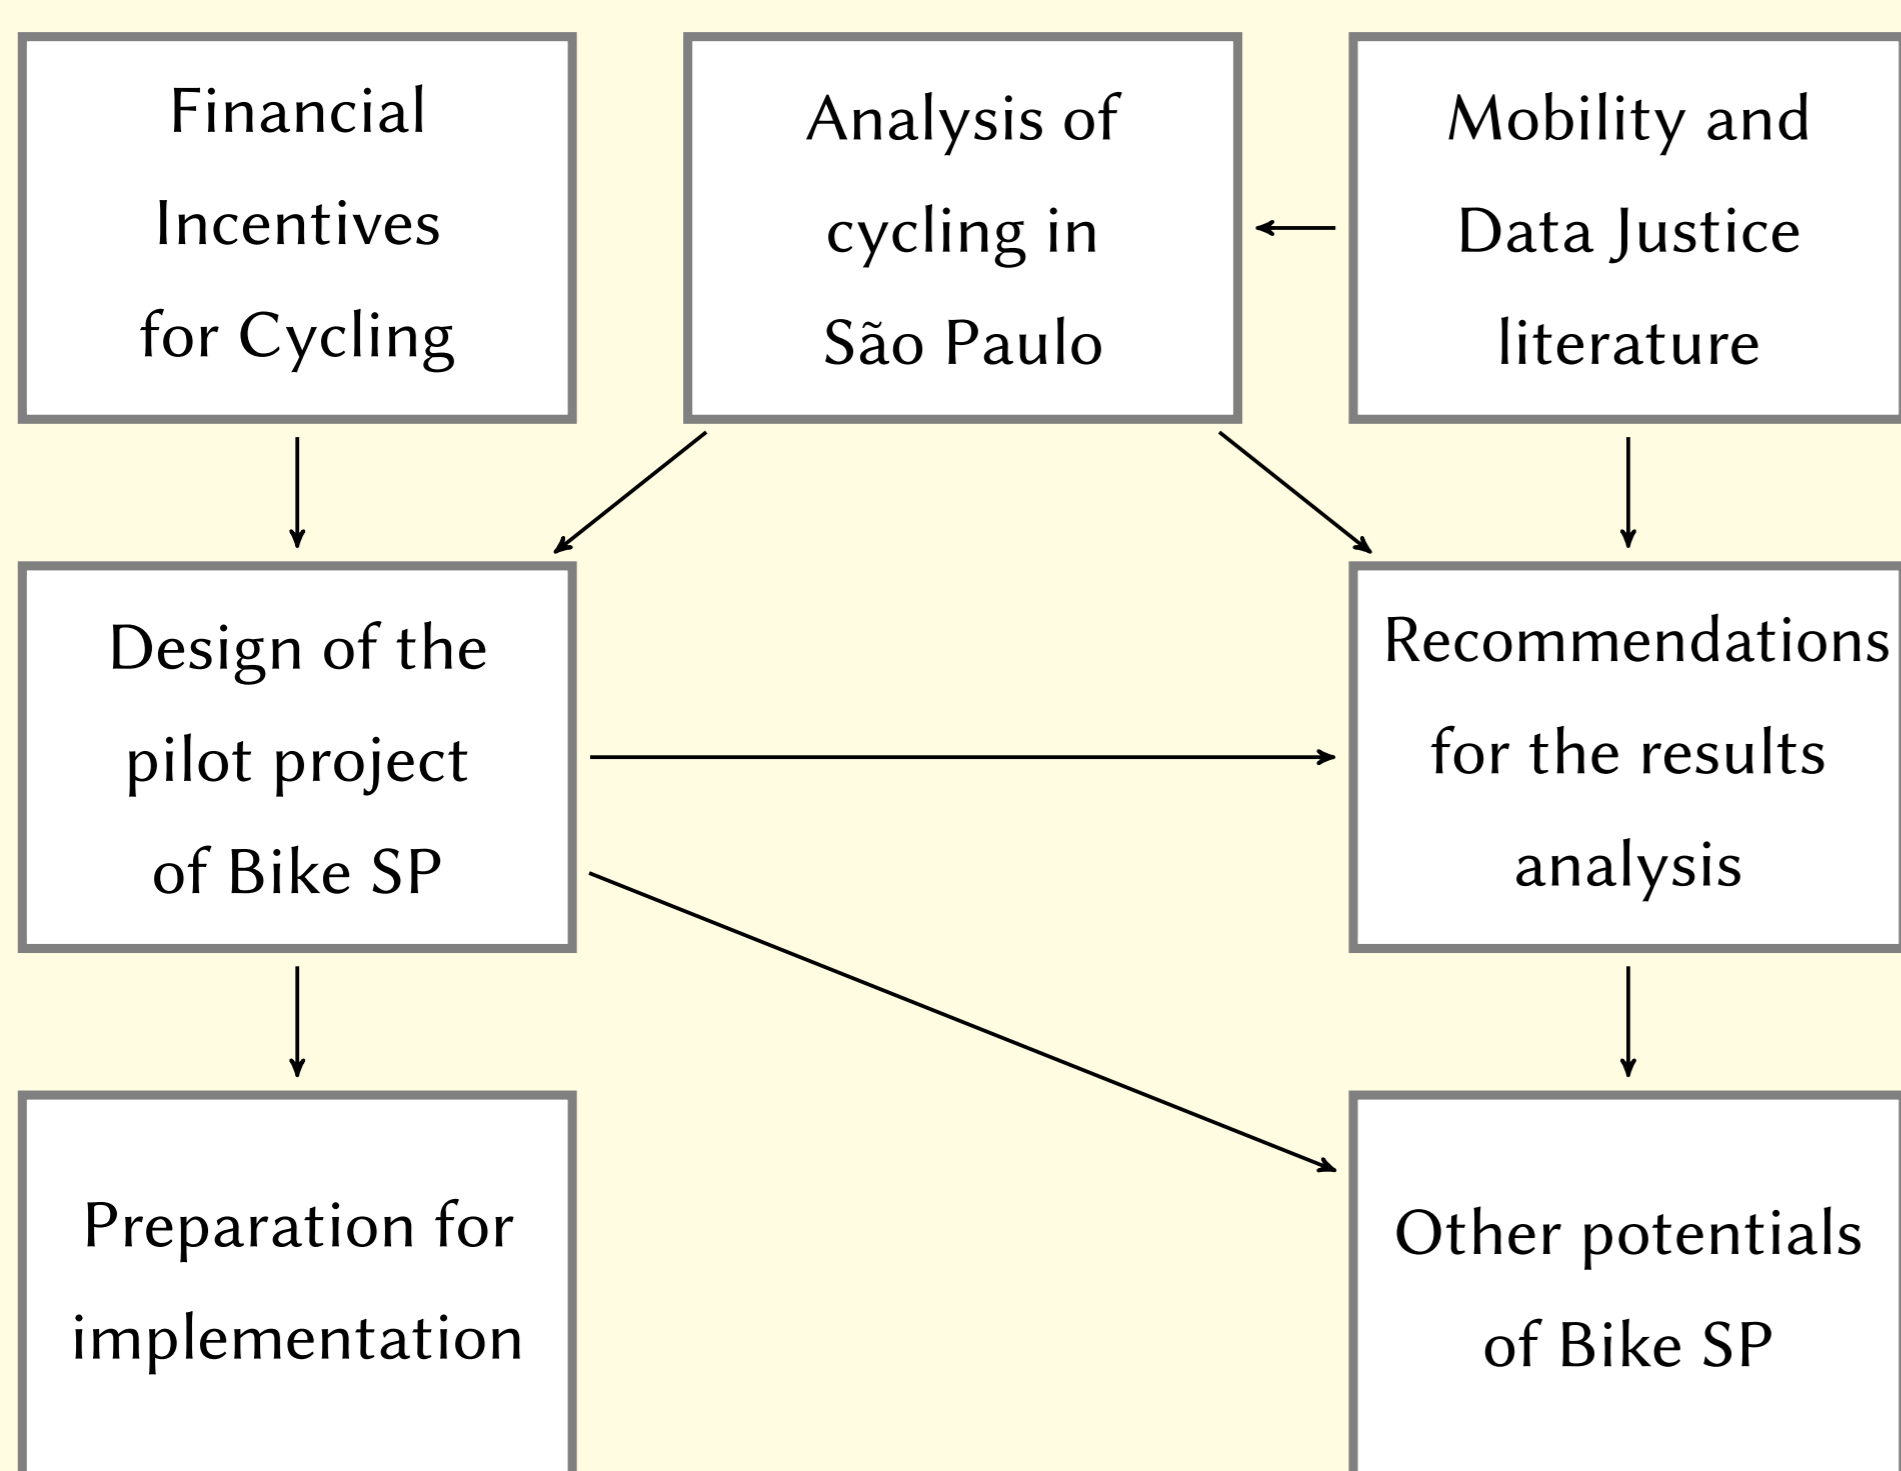 Financial
Incentives
for Cycling
Analysis of
cycling in
São Paulo
Mobility and
Data Justice
literature
Design of the
pilot project
of Bike SP
Recommendations
for the results
analysis
Preparation for
implementation
Other potentials
of Bike SP